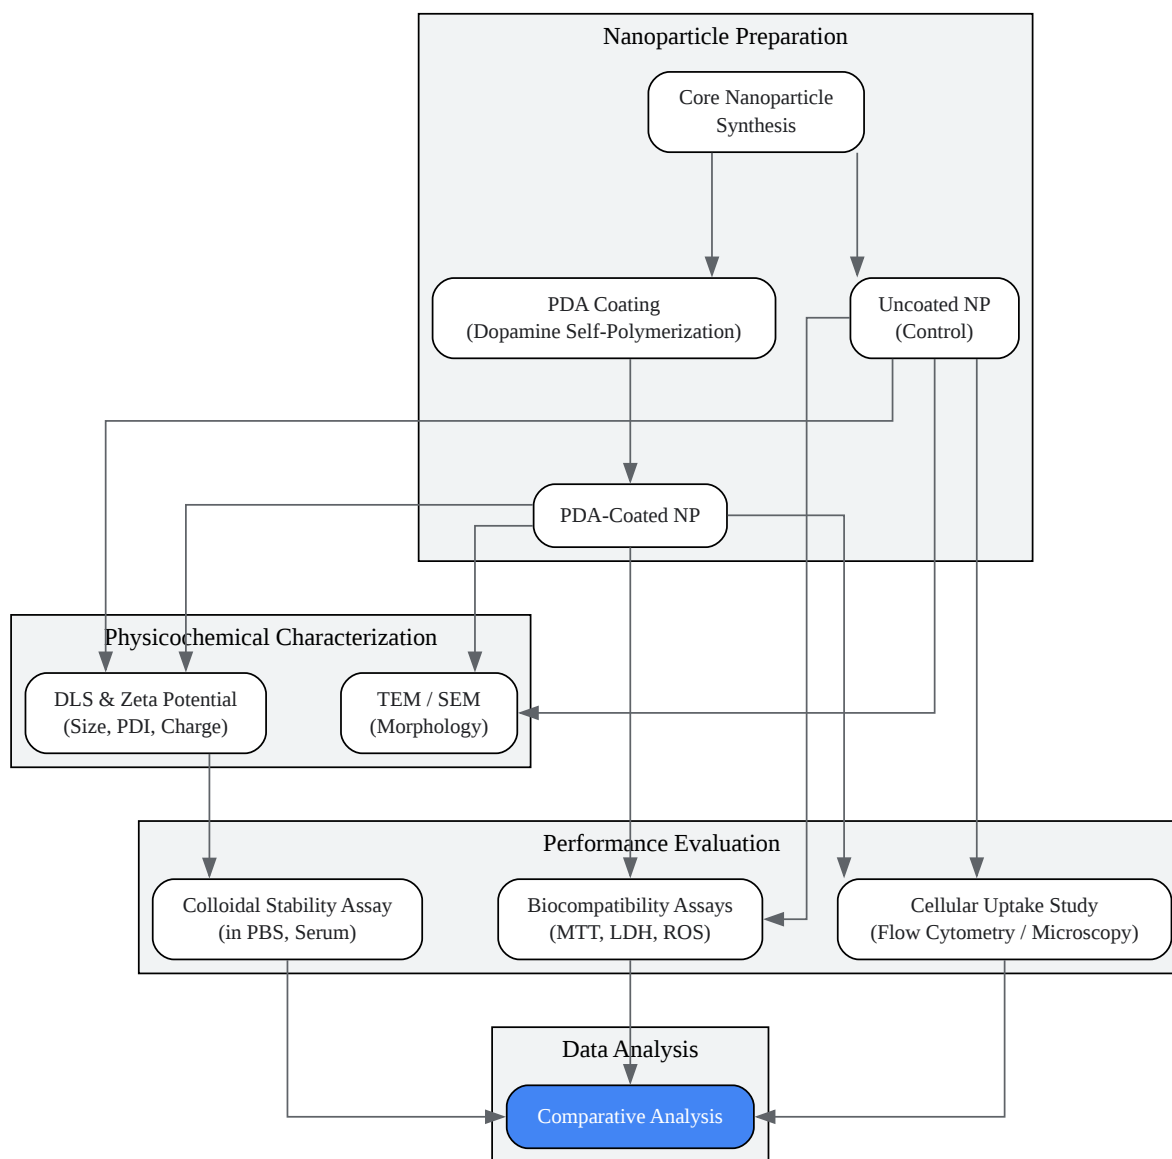 Nanoparticle Preparation
Core Nanoparticle
Synthesis
PDA Coating
(Dopamine Self-Polymerization)
Uncoated NP
(Control)
PDA-Coated NP
Physicochemical Characterization
DLS & Zeta Potential
(Size, PDI, Charge)
TEM / SEM
(Morphology)
Performance Evaluation
Colloidal Stability Assay
(in PBS, Serum)
Biocompatibility Assays
(MTT, LDH, ROS)
Cellular Uptake Study
(Flow Cytometry / Microscopy)
Data Analysis
Comparative Analysis